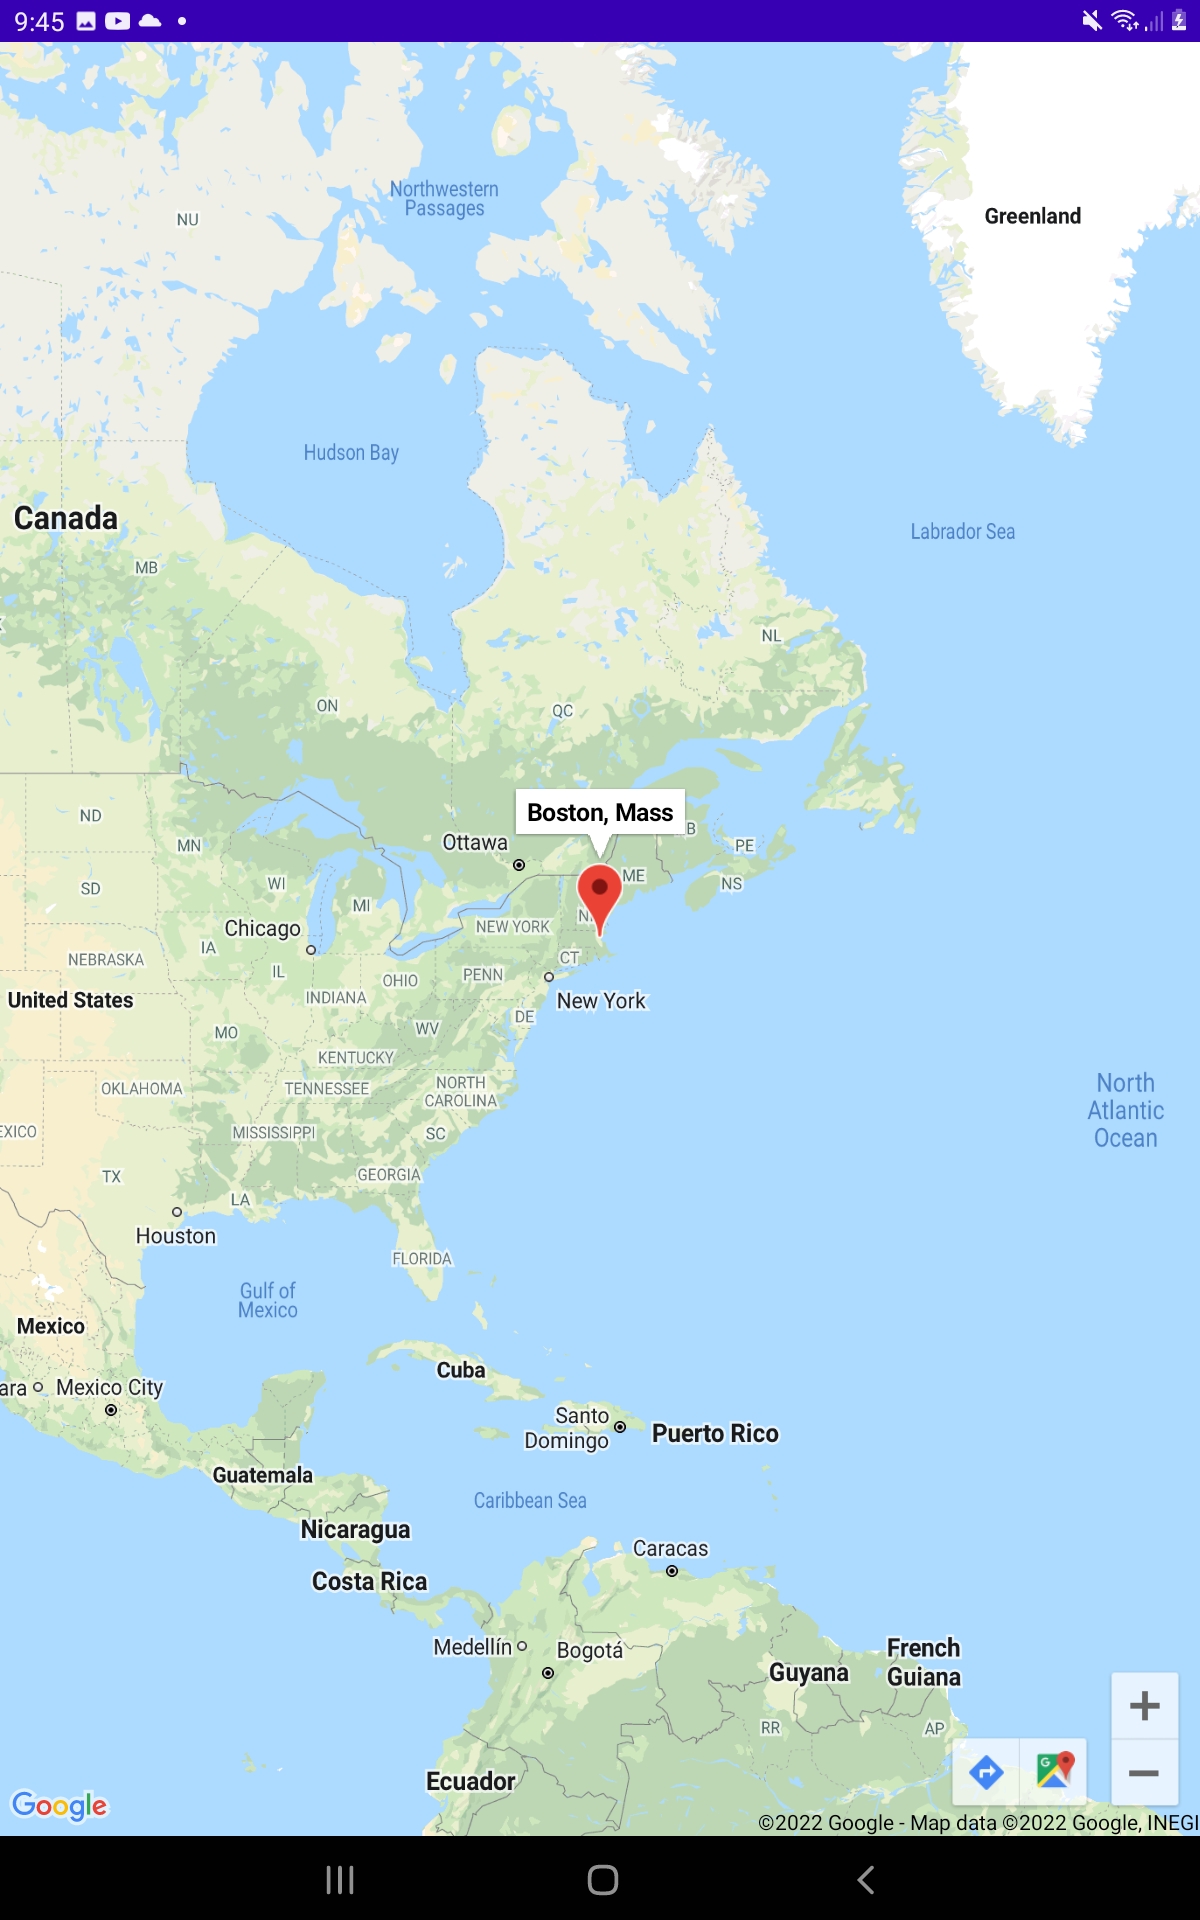 9:45
Northwestern
Passages
NU
Greenland
Hudson Bay
Canada
Labrador Sea
MB
NL
ON
QC
Boston, Mass
ND
B
MN
Ottawa
PE
SD
WI
ME
NS
MI
N
Chicago
NEW YORK
IA
NEBRASKA
CT
IL
PENN
OHIO
INDIANA
United States
New York
DE
MO
WV
KENTUCKY
OKLAHOMA
TENNESSEE
NORTH
CAROLINA
North
Atlantic
Ocean
EXICO
MISSISSIPPI
SC
TX
GEORGIA
LA
Houston
FLORIDA
Gulf of
Mexico
Mexico
Cuba
ara
Mexico City
Santo
Domingo
Puerto Rico
Guatemala
Caribbean Sea
Nicaragua
Caracas
Costa Rica
Medellín
Bogotá
French
Guiana
Guyana
RR
AP
Ecuador
G
Google
©2022 Google - Map data ©2022 Google, INEGI